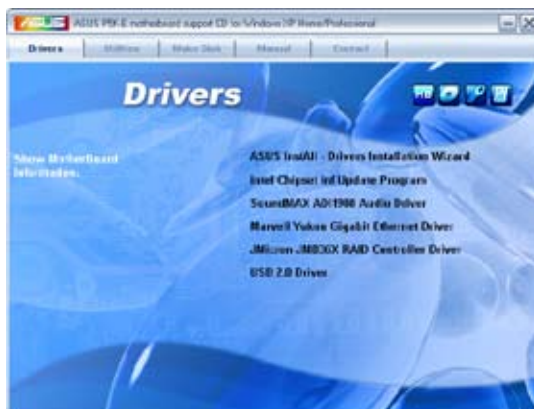 ASUS P5K-E motherboard support CD for Windows XP Home/Professional
Drivers Utilities Make Disk Manual Contact
Drivers
Show MotherBoard
Information.
ASUS InstAll - Drivers Installation Wizard
Intel Chipset Inf Update Program
SoundMAX ADI1988 Audio Driver
Marvell Yukon Gigabit Ethernet Driver
JMicron JMB36X RAID Controller Driver
USB 2.0 Driver